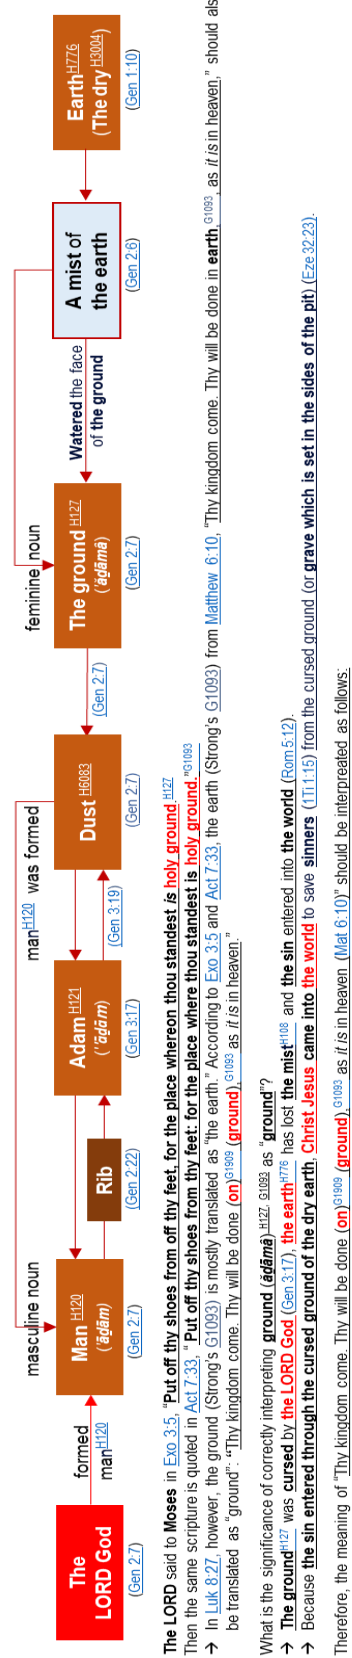 masculine noun
man H120 was formed
feminine noun
The LORD God
(Gen 2:7)
formed man H120
Man H120 (’āḏām)
(Gen 2:7)
Rib
(Gen 2:22)
Adam H121 (’āḏām)
(Gen 3:17)
(Gen 3:19)
Dust H6083
(Gen 2:7)
(Gen 2:7)
The ground H127 (’ăḏāmâ)
(Gen 2:7)
Watered the face of the ground
A mist of the earth
(Gen 2:6)
Earth H776 (The dry H3004)
(Gen 1:10)
The LORD said to Moses in Exo 3:5, “Put off thy shoes from off thy feet, for the place whereon thou standest is holy ground. H127
Then the same scripture is quoted in Act 7:33, “ Put off thy shoes from thy feet: for the place where thou standest is holy ground.” G1093
→ In Luk 8:27, however, the ground (Strong’s G1093) is mostly translated as “the earth.” According to Exo 3:5 and Act 7:33, the earth (Strong’s G1093) from Matthew 6:10, “Thy kingdom come. Thy will be done in earth, G1093, as it is in heaven,” should als
be translated as “ground”: “Thy kingdom come. Thy will be done (on) G1909 (ground), G1093 as it is in heaven.”
What is the significance of correctly interpreting ground (’ăḏāmâ) H127, G1093 as “ground”?
→ The ground H127 was cursed by the LORD God (Gen 3:17), the earth H776 has lost the mist H108 and the sin entered into the world (Rom 5:12).
→ Because the sin entered through the cursed ground of the dry earth, Christ Jesus came into the world to save sinners (1Ti 1:15) from the cursed ground (or grave which is set in the sides of the pit) (Eze 32:23).
Therefore, the meaning of “Thy kingdom come. Thy will be done (on) G1909 (ground), G1093 as it is in heaven (Mat 6:10)” should be interpreted as follows: